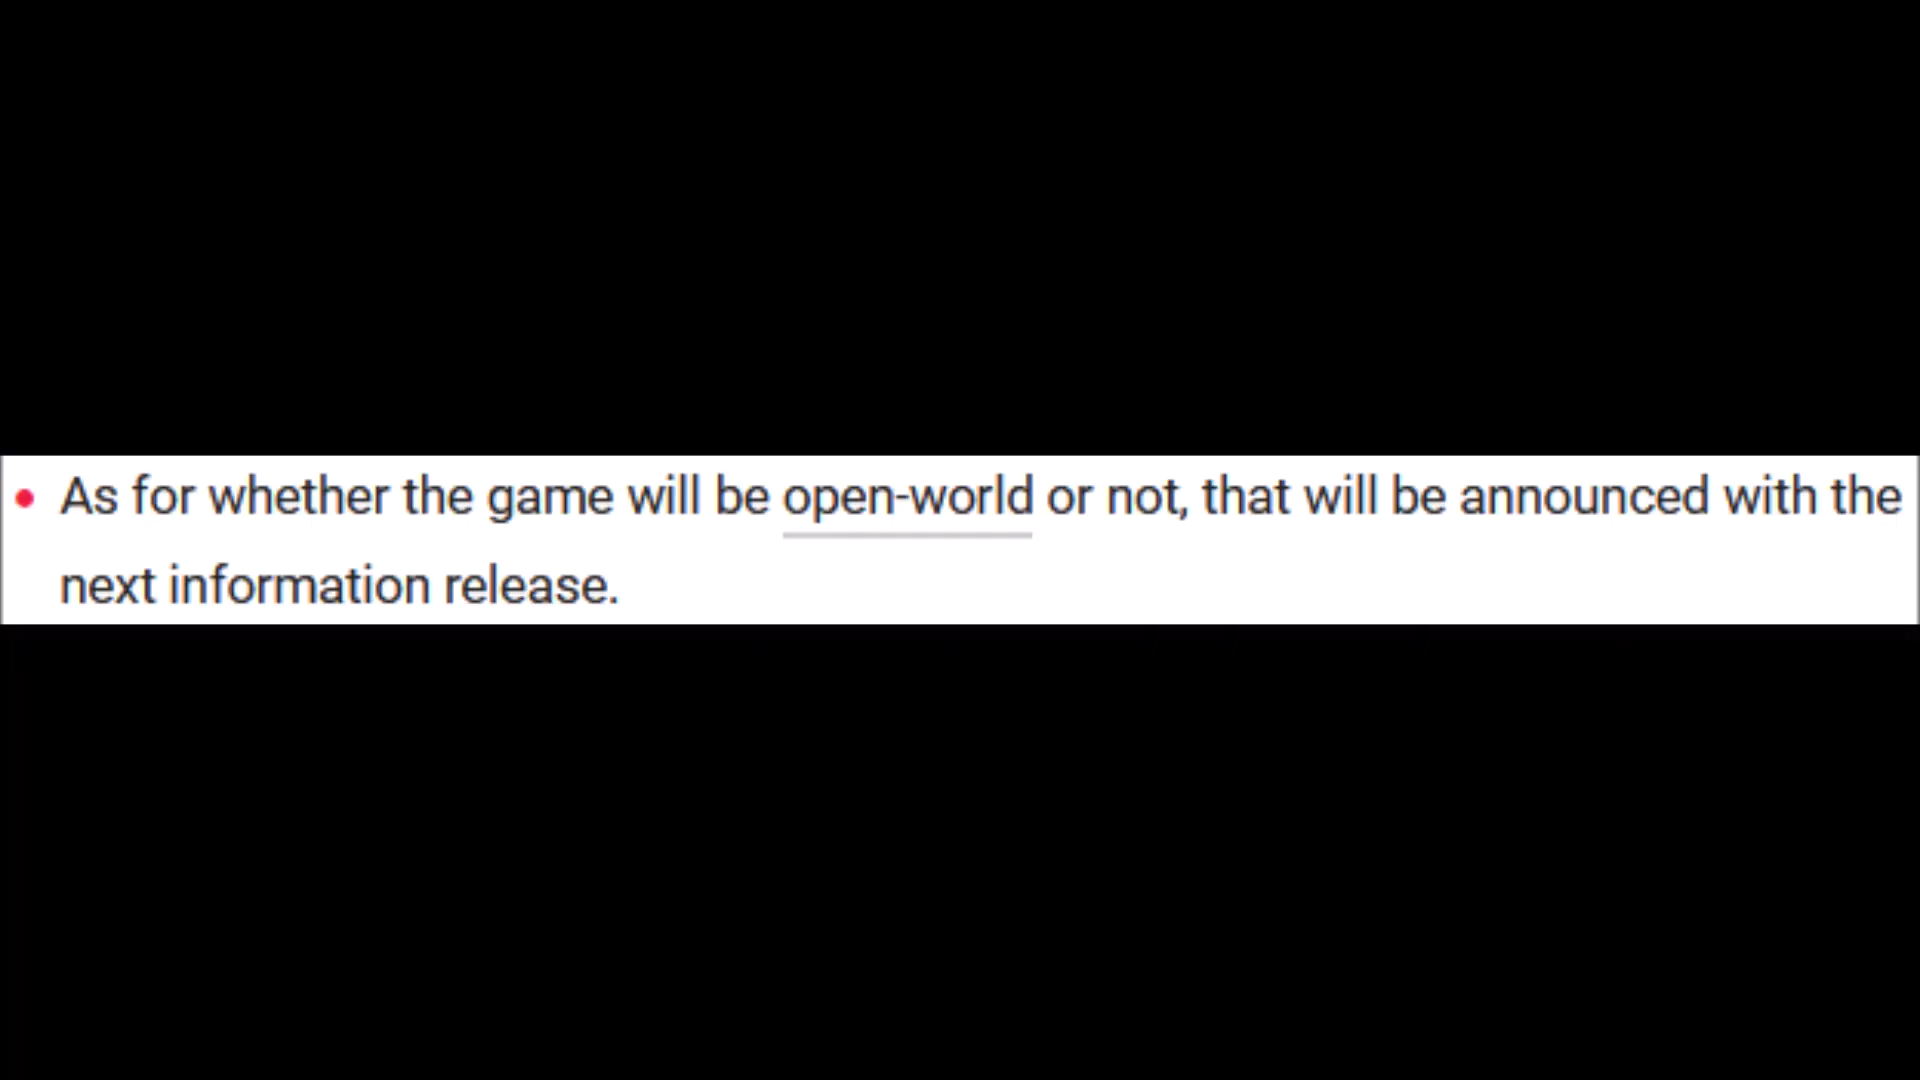 • As for whether the game will be open-world or not, that will be announced with the
next information release.